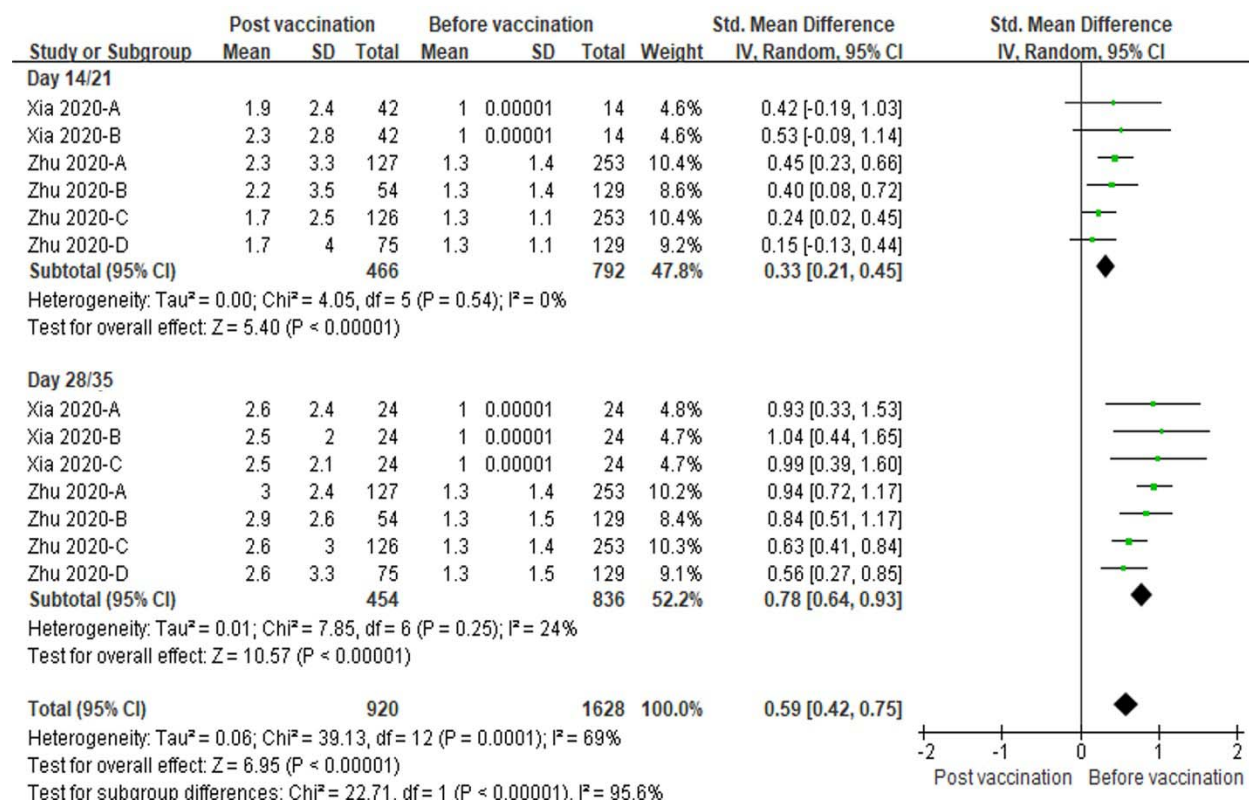 Post vaccination Before vaccination Std. Mean Difference Std. Mean Difference
Study or Subgroup Mean SD Total Mean SD Total Weight IV, Random, 95% CI IV, Random, 95% CI
Day 14/21
Xia 2020-A 1.9 2.4 42 1 0.00001 14 4.6% 0.42 [-0.19, 1.03]
Xia 2020-B 2.3 2.8 42 1 0.00001 14 4.6% 0.53 [-0.09, 1.14]
Zhu 2020-A 2.3 3.3 127 1.3 1.4 253 10.4% 0.45 [0.23, 0.66]
Zhu 2020-B 2.2 3.5 54 1.3 1.4 129 8.6% 0.40 [0.08, 0.72]
Zhu 2020-C 1.7 2.5 126 1.3 1.1 253 10.4% 0.24 [0.02, 0.45]
Zhu 2020-D 1.7 4 75 1.3 1.1 129 9.2% 0.15 [-0.13, 0.44]
Subtotal (95% CI) 466 792 47.8% 0.33 [0.21, 0.45]
Heterogeneity: Tau² = 0.00; Chi² = 4.05, df = 5 (P = 0.54); I² = 0%
Test for overall effect: Z = 5.40 (P < 0.00001)
Day 28/35
Xia 2020-A 2.6 2.4 24 1 0.00001 24 4.8% 0.93 [0.33, 1.53]
Xia 2020-B 2.5 2 24 1 0.00001 24 4.7% 1.04 [0.44, 1.65]
Xia 2020-C 2.5 2.1 24 1 0.00001 24 4.7% 0.99 [0.39, 1.60]
Zhu 2020-A 3 2.4 127 1.3 1.4 253 10.2% 0.94 [0.72, 1.17]
Zhu 2020-B 2.9 2.6 54 1.3 1.5 129 8.4% 0.84 [0.51, 1.17]
Zhu 2020-C 2.6 3 126 1.3 1.4 253 10.3% 0.63 [0.41, 0.84]
Zhu 2020-D 2.6 3.3 75 1.3 1.5 129 9.1% 0.56 [0.27, 0.85]
Subtotal (95% CI) 454 836 52.2% 0.78 [0.64, 0.93]
Heterogeneity: Tau² = 0.01; Chi² = 7.85, df = 6 (P = 0.25); I² = 24%
Test for overall effect: Z = 10.57 (P < 0.00001)
Total (95% CI) 920 1628 100.0% 0.59 [0.42, 0.75]
Heterogeneity: Tau² = 0.06; Chi² = 39.13, df = 12 (P = 0.0001); I² = 69%
Test for overall effect: Z = 6.95 (P < 0.00001)
Test for subgroup differences: Chi² = 22.71, df = 1 (P < 0.00001), I² = 95.6%
-2 -1 0 1 2
Post vaccination Before vaccination